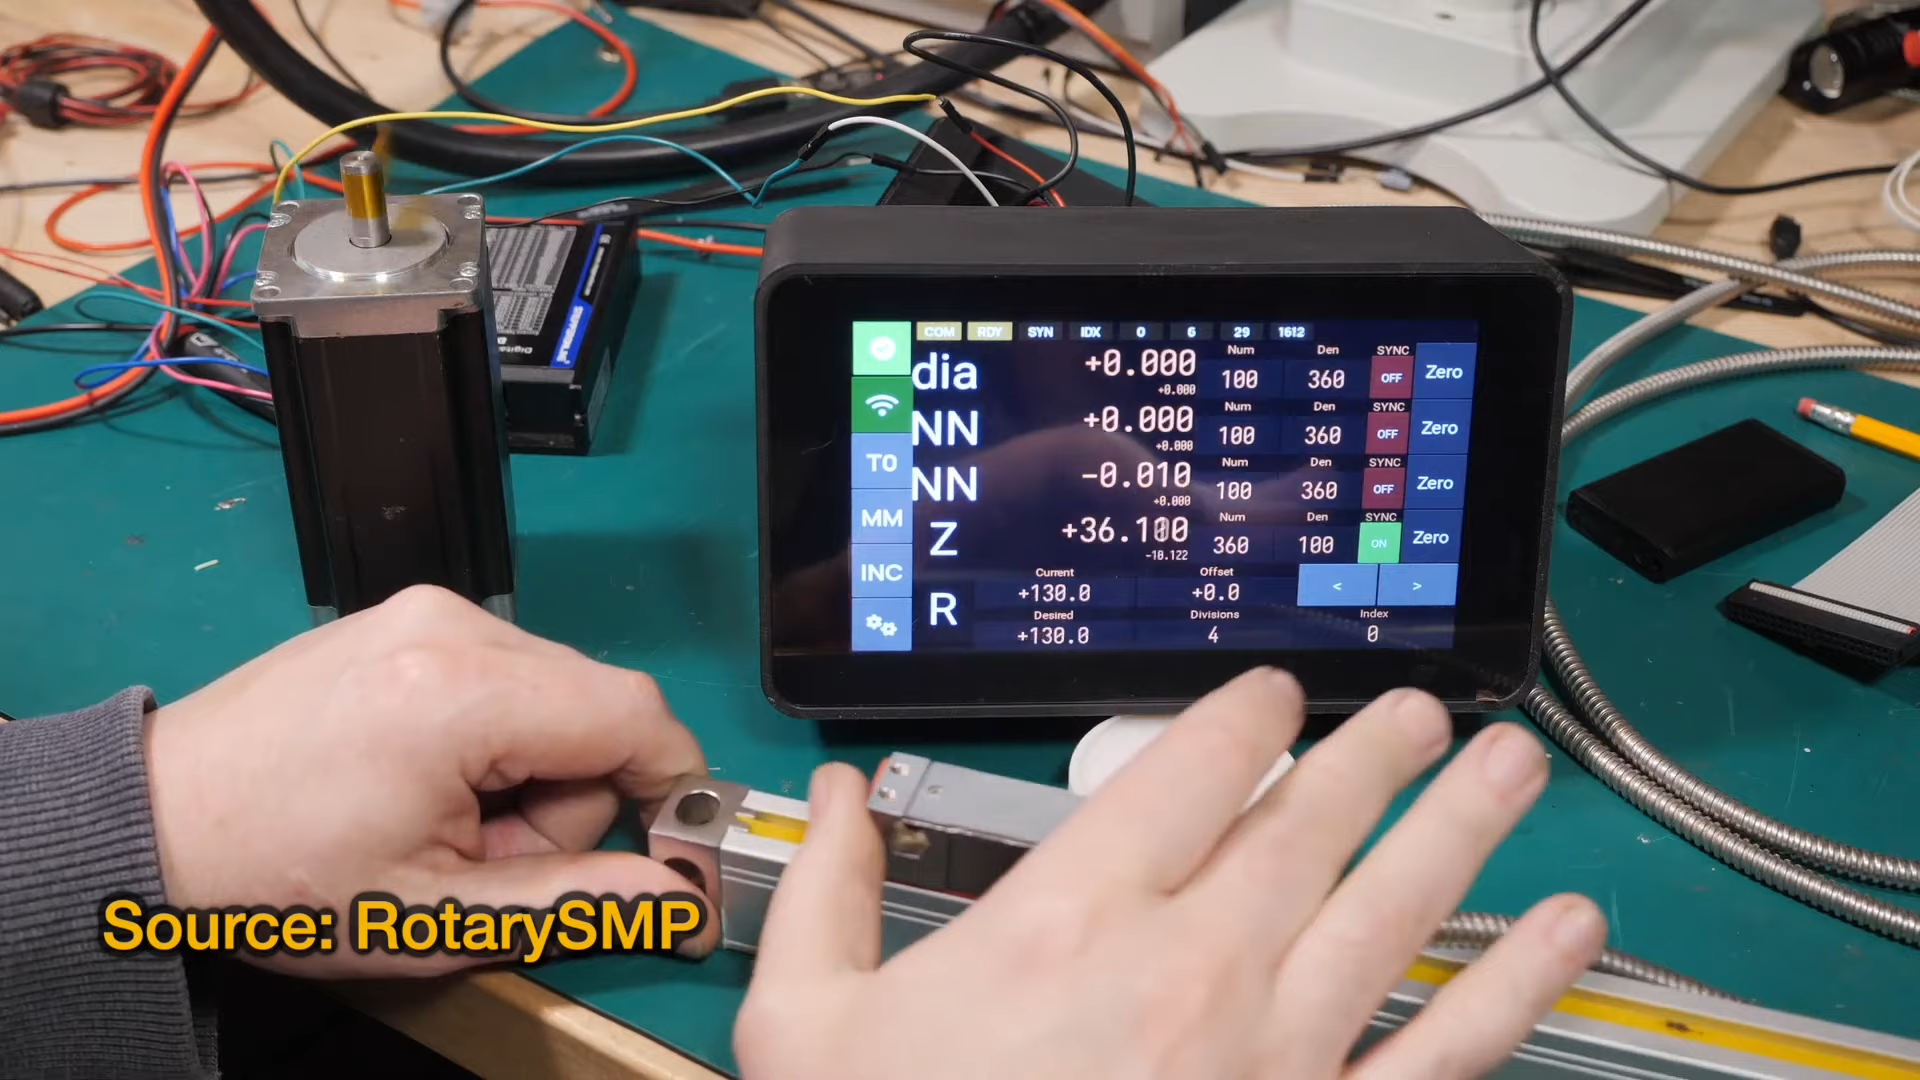 COM RDY SYN IDX 0 6 29 1612
dia +0.000 +0.000 Num 100 Den 360 SYNC OFF Zero
NN +0.000 +0.000 Num 100 Den 360 SYNC OFF Zero
T0
NN -0.010 +0.000 Num 100 Den 360 SYNC OFF Zero
MM
Z +36.100 -10.122 Num 360 Den 100 SYNC ON Zero
INC
R Current +130.0 Offset +0.0 < >
Desired +130.0 Divisions 4 Index 0
Source: RotarySMP